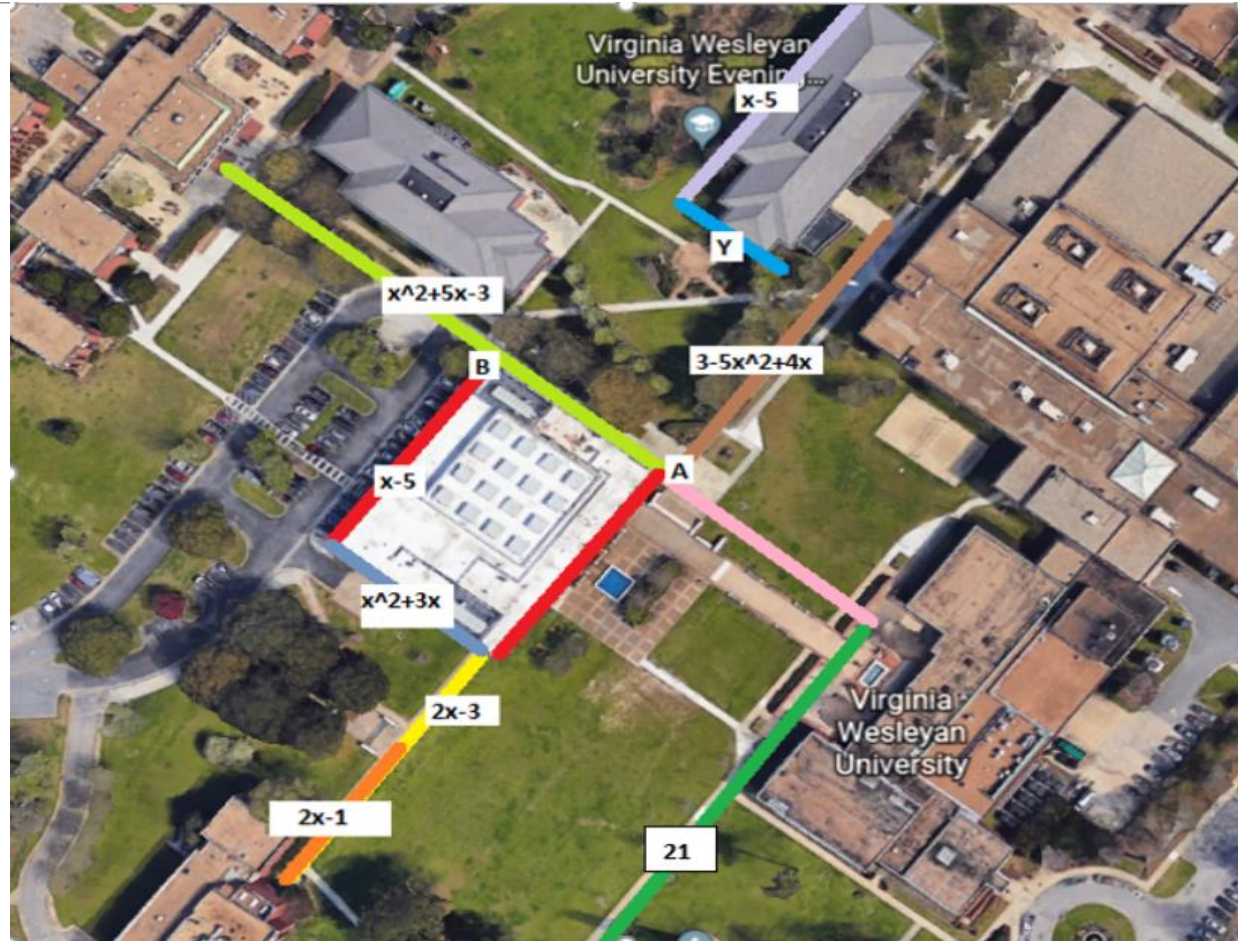 Virginia Wesleyan
University Evening...
x-5
Y
x^2+5x-3
3-5x^2+4x
B
A
x-5
x^2+3x
2x-3
Virginia
Wesleyan
University
2x-1
21